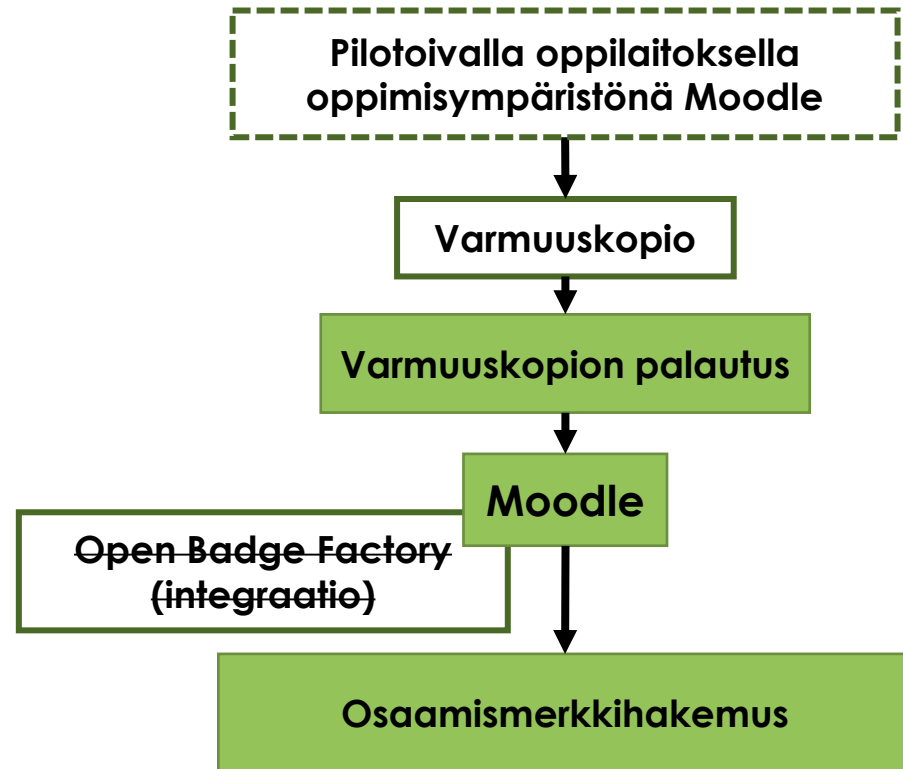 Pilotoivalla oppilaitoksella
oppimisympäristönä Moodle
Varmuuskopio
Varmuuskopion palautus
Moodle
Open Badge Factory
(integraatio)
Osaamismerkkihakemus